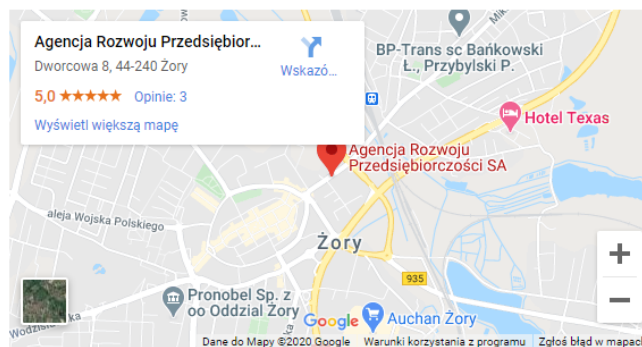 Agencja Rozwoju Przedsiębior...
Dworcowa 8, 44-240 Żory
5,0 Opinie: 3
Wyświetl większą mapę
Wskazó...
BP-Trans sc Bańkowski
Ł., Przybylski P.
Hotel Texas
Agencja Rozwoju
Przedsiębiorczości SA
aleja Wojska Polskiego
Żory
935
Pronobel Sp. z
oo Oddzial Żory
Google
Auchan Żory
Dane do Mapy ©2020 Google Warunki korzystania z programu Zgłoś błąd w mapach